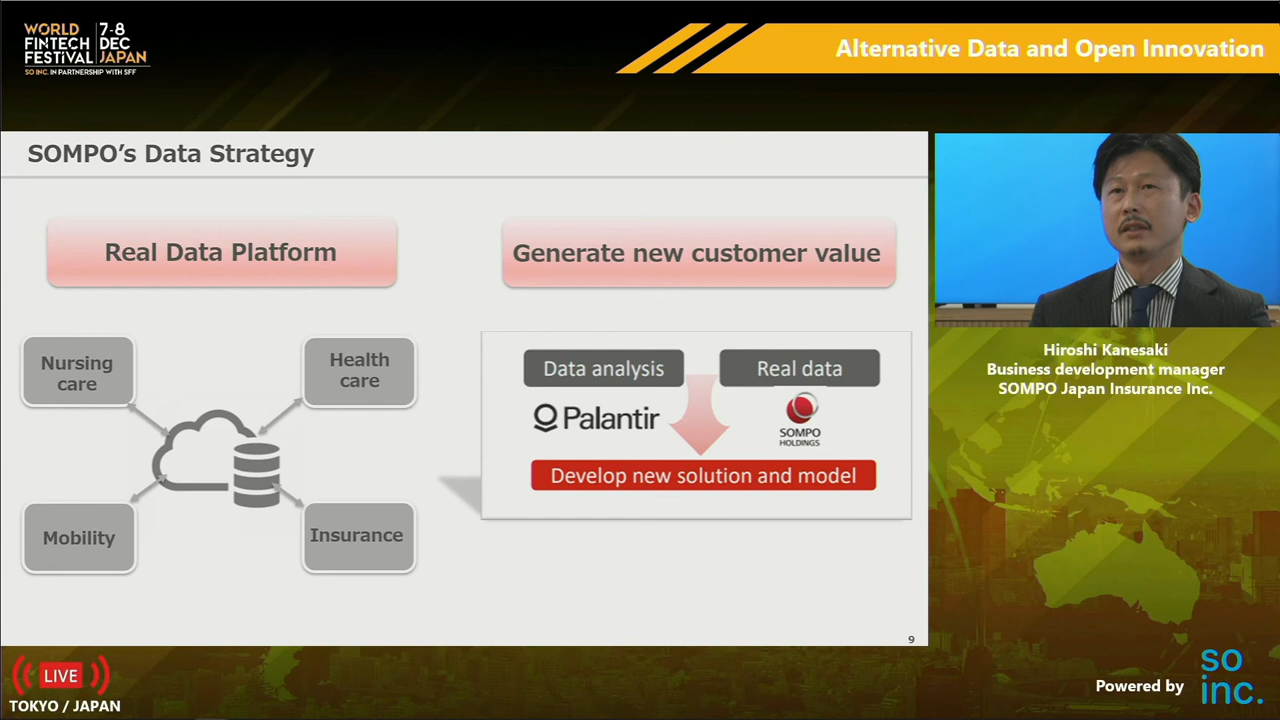 WORLD
FINTECH
FESTIVAL
7-8
DEC
JAPAN
SO INC. IN PARTNERSHIP WITH SFF
Alternative Data and Open Innovation
SOMPO's Data Strategy
Real Data Platform
Generate new customer value
Nursing
care
Health
care
Mobility
Insurance
Data analysis
Real data
Palantir
SOMPO
HOLDINGS
Develop new solution and model
9
Hiroshi Kanesaki
Business development manager
SOMPO Japan Insurance Inc.
LIVE
TOKYO / JAPAN
Powered by
so
inc.